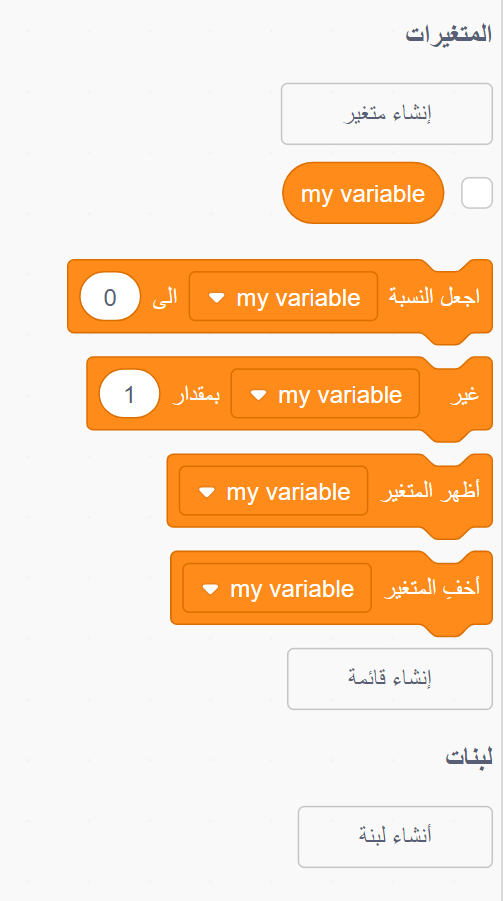 المتغيرات
إنشاء متغير
my variable
اجعل النسبة my variable الى 0
غير my variable بمقدار 1
أظهر المتغير my variable
أخفِ المتغير my variable
إنشاء قائمة
لبنات
أنشاء لبنة